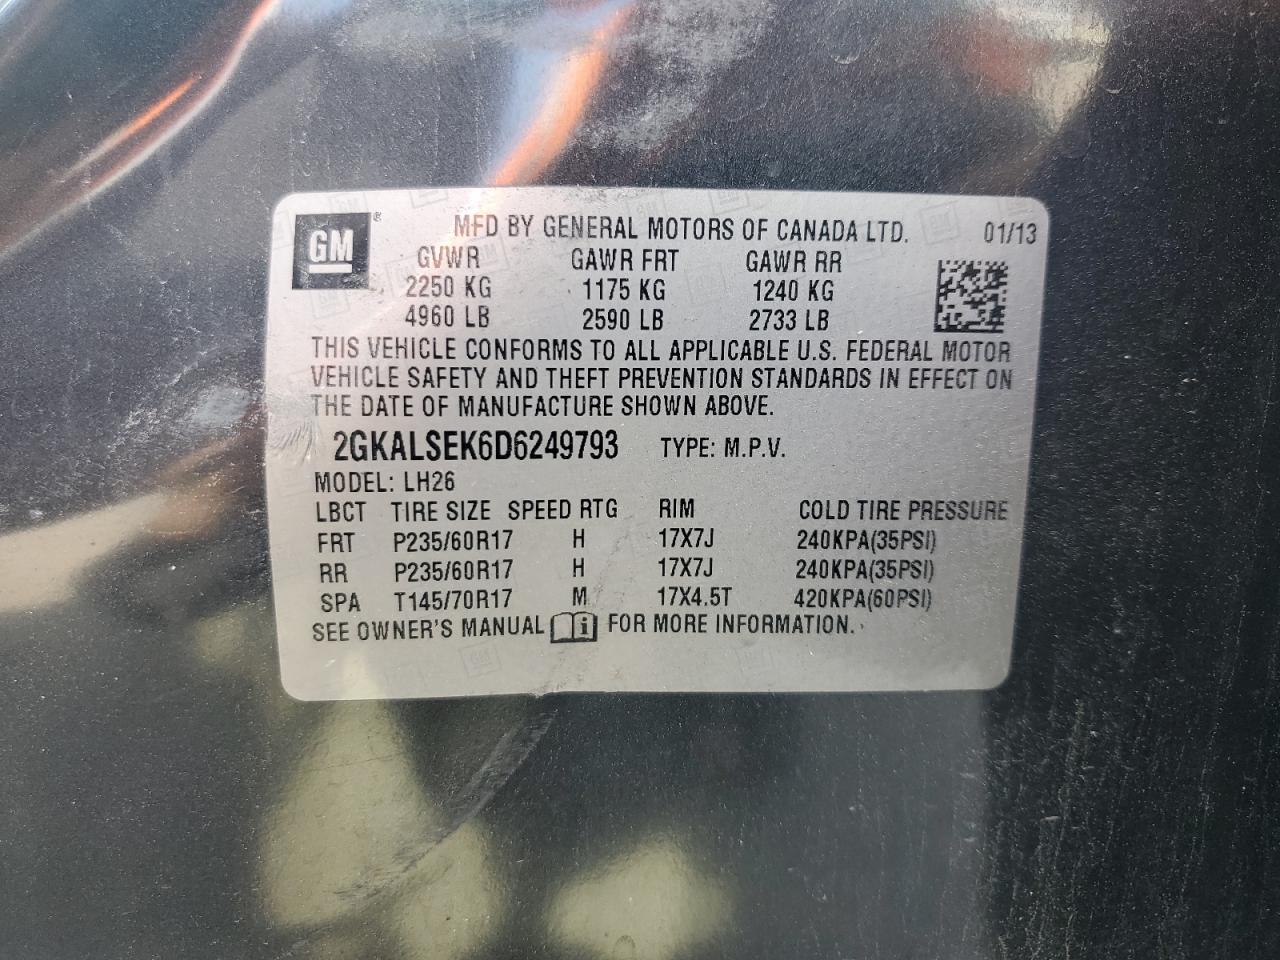 GM ®
MFD BY GENERAL MOTORS OF CANADA LTD. 01/13
GVWR GAWR FRT GAWR RR
2250 KG 1175 KG 1240 KG
4960 LB 2590 LB 2733 LB
THIS VEHICLE CONFORMS TO ALL APPLICABLE U.S. FEDERAL MOTOR
VEHICLE SAFETY AND THEFT PREVENTION STANDARDS IN EFFECT ON
THE DATE OF MANUFACTURE SHOWN ABOVE.
2GKALSEK6D6249793 TYPE: M.P.V.
MODEL: LH26
LBCT TIRE SIZE SPEED RTG RIM COLD TIRE PRESSURE
FRT P235/60R17 H 17X7J 240KPA(35PSI)
RR P235/60R17 H 17X7J 240KPA(35PSI)
SPA T145/70R17 M 17X4.5T 420KPA(60PSI)
SEE OWNER'S MANUAL i FOR MORE INFORMATION.